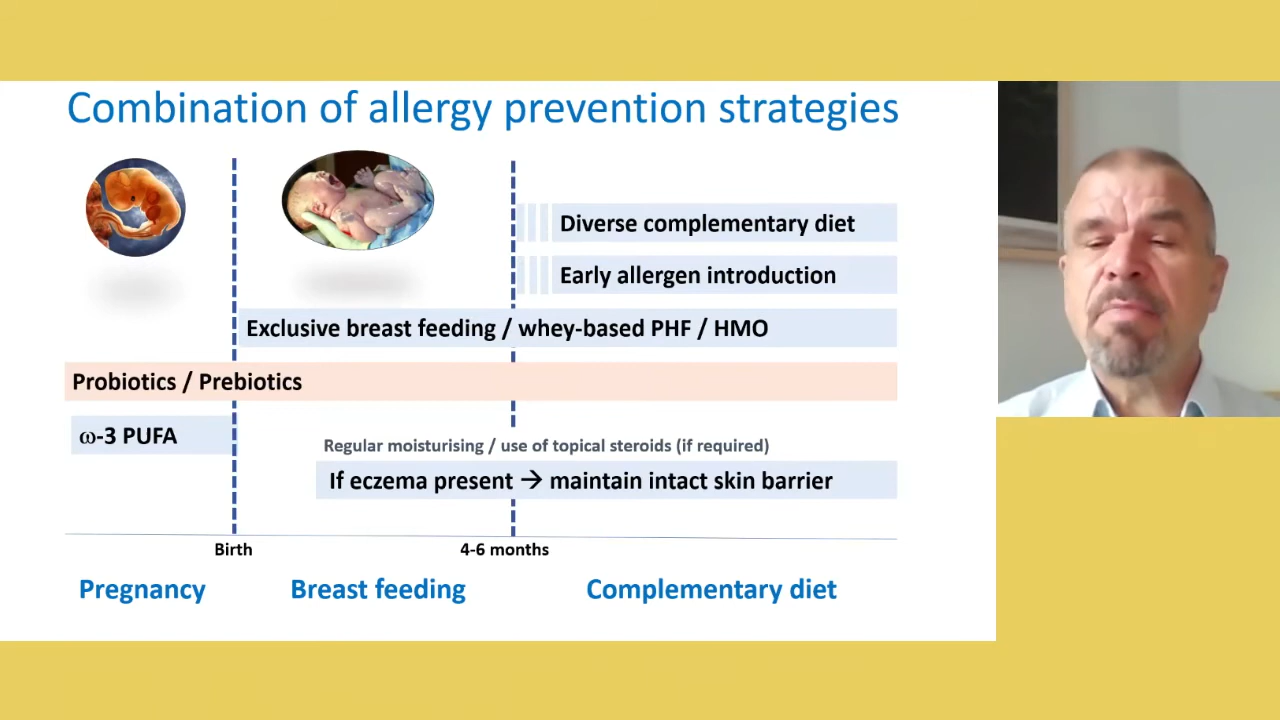 Combination of allergy prevention strategies
Diverse complementary diet
Early allergen introduction
Exclusive breast feeding / whey-based PHF / HMO
Probiotics / Prebiotics
ω-3 PUFA
Regular moisturising / use of topical steroids (if required)
If eczema present → maintain intact skin barrier
Birth
4-6 months
Pregnancy
Breast feeding
Complementary diet